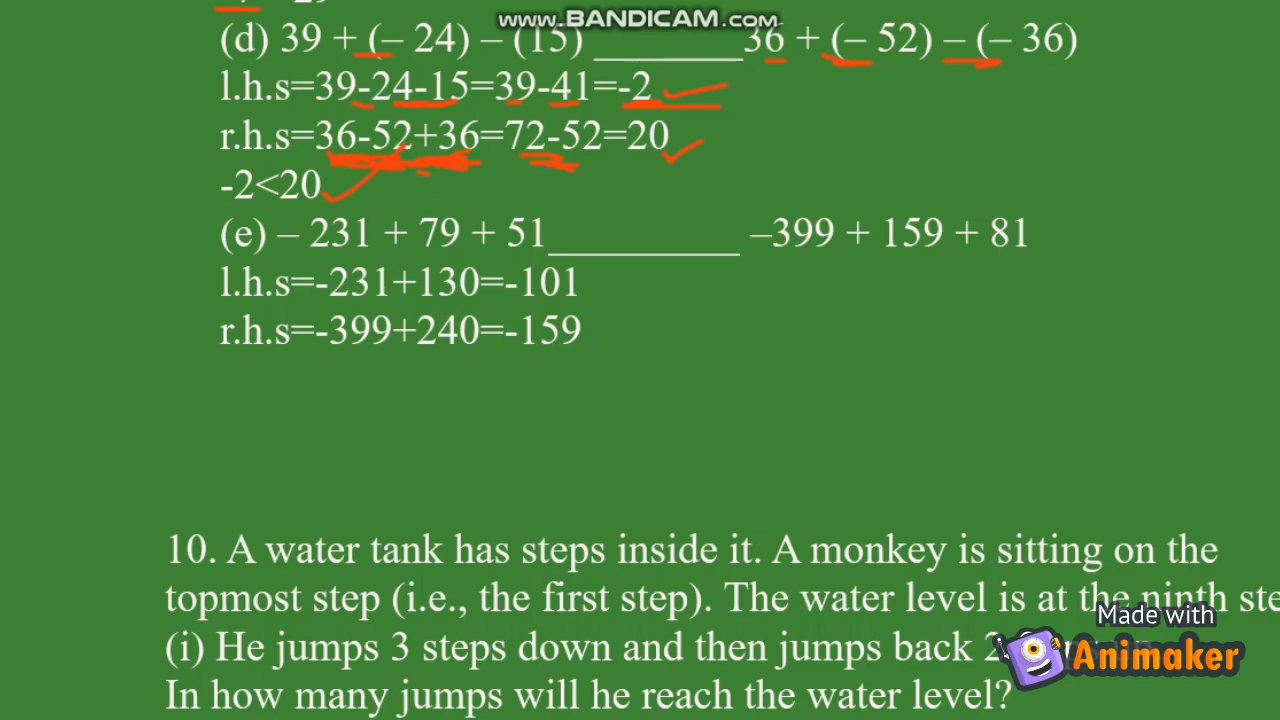 www.BANDICAM.com
(d) 39 + (– 24) – (15) _______36 + (– 52) – (– 36)
l.h.s=39-24-15=39-41=-2
r.h.s=36-52+36=72-52=20
-2<20
(e) – 231 + 79 + 51_________ –399 + 159 + 81
l.h.s=-231+130=-101
r.h.s=-399+240=-159
10. A water tank has steps inside it. A monkey is sitting on the
topmost step (i.e., the first step). The water level is at the ninth ste
(i) He jumps 3 steps down and then jumps back 2
In how many jumps will he reach the water level?
Made with
Animaker